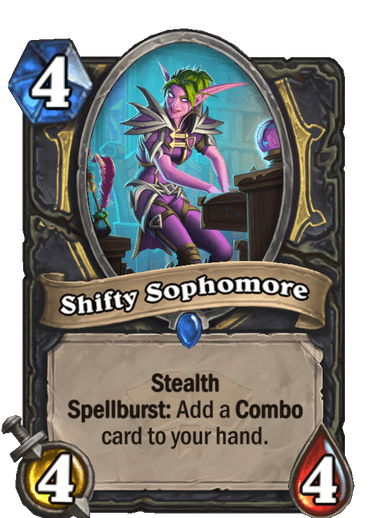 4
Shifty Sophomore
Stealth
Spellburst: Add a Combo
card to your hand.
4
4